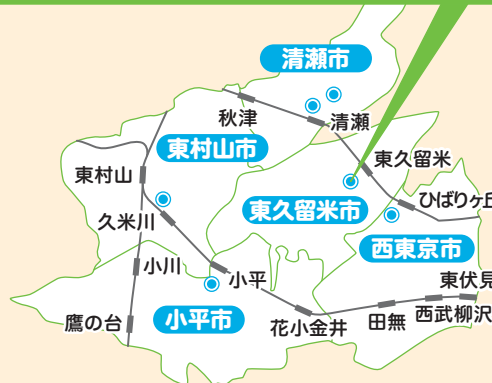 清瀬市
秋津
清瀬
東村山市
東久留米
東村山
ひばりヶ丘
東久留米市
久米川
西東京市
小川
小平
東伏見
小平市
鷹の台
花小金井
田無
西武柳沢